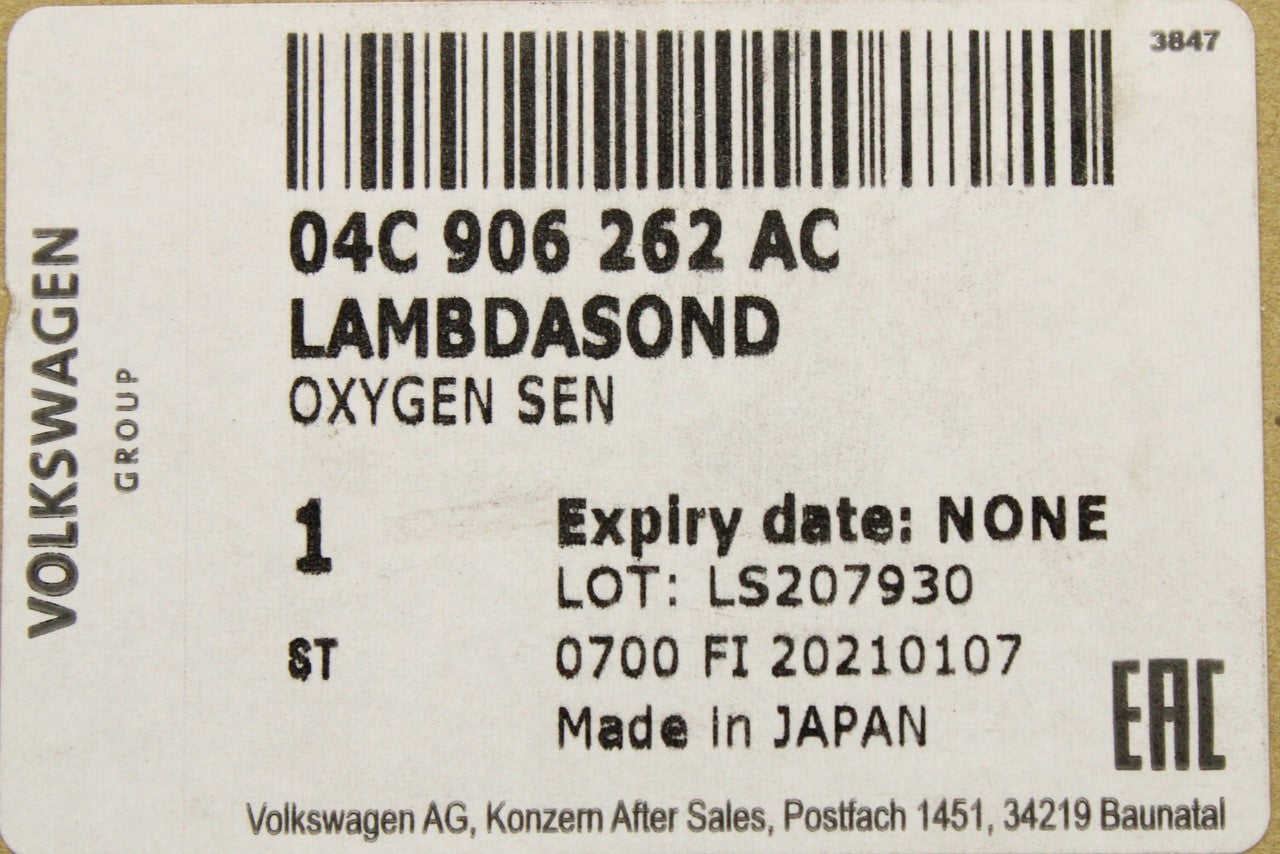 3847
04C 906 262 AC
LAMBDASOND
OXYGEN SEN
VOLKSWAGEN
GROUP
1
Expiry date: NONE
LOT: LS207930
ST
0700 FI 20210107
Made in JAPAN
EAC
Volkswagen AG, Konzern After Sales, Postfach 1451, 34219 Baunatal